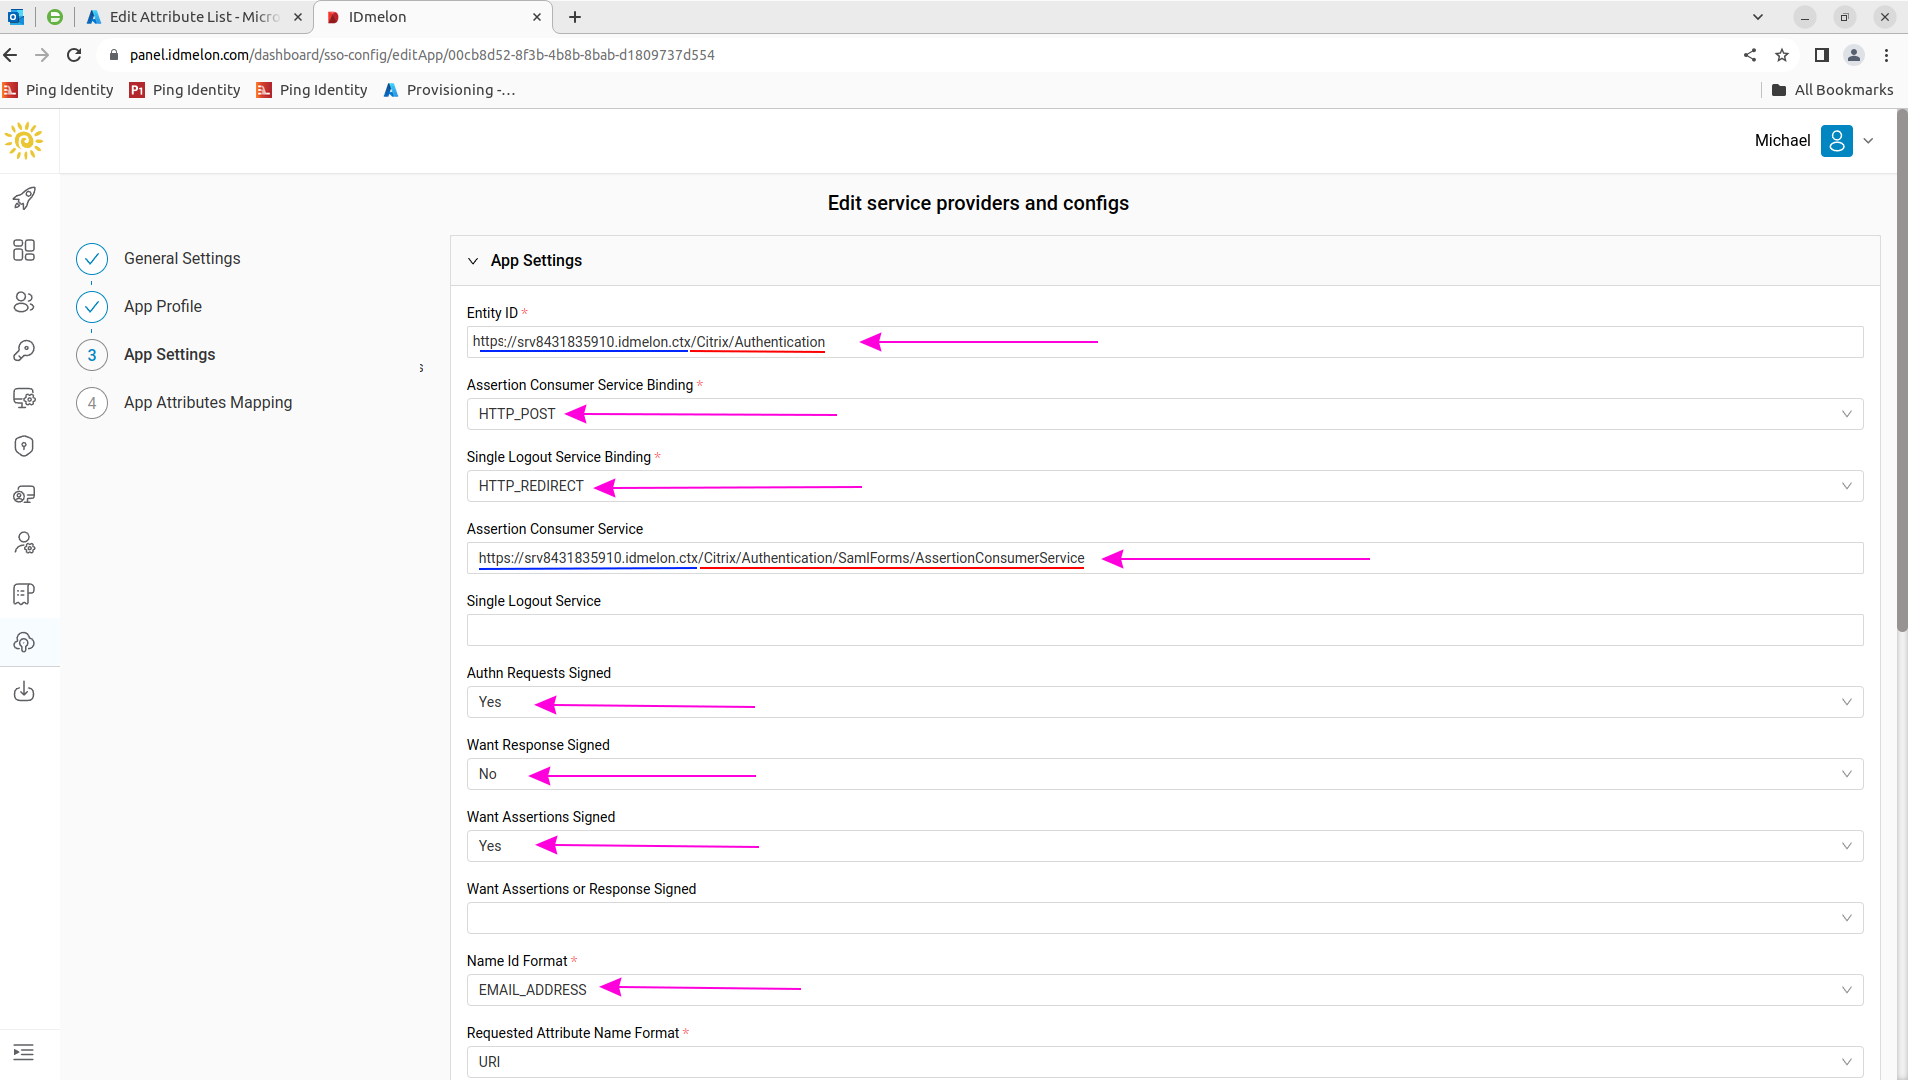 Edit Attribute List - Micro
IDmelon
panel.idmelon.com/dashboard/sso-config/editApp/00cb8d52-8f3b-4b8b-8bab-d1809737d554
Ping Identity
P1
Ping Identity
Ping Identity
Provisioning -...
All Bookmarks
Michael
Edit service providers and configs
General Settings
App Profile
3
App Settings
4
App Attributes Mapping
s
App Settings
Entity ID *
https://srv8431835910.idmelon.ctx/Citrix/Authentication
Assertion Consumer Service Binding *
HTTP_POST
Single Logout Service Binding *
HTTP_REDIRECT
Assertion Consumer Service
https://srv8431835910.idmelon.ctx/Citrix/Authentication/SamlForms/AssertionConsumerService
Single Logout Service
Authn Requests Signed
Yes
Want Response Signed
No
Want Assertions Signed
Yes
Want Assertions or Response Signed
Name Id Format *
EMAIL_ADDRESS
Requested Attribute Name Format *
URI